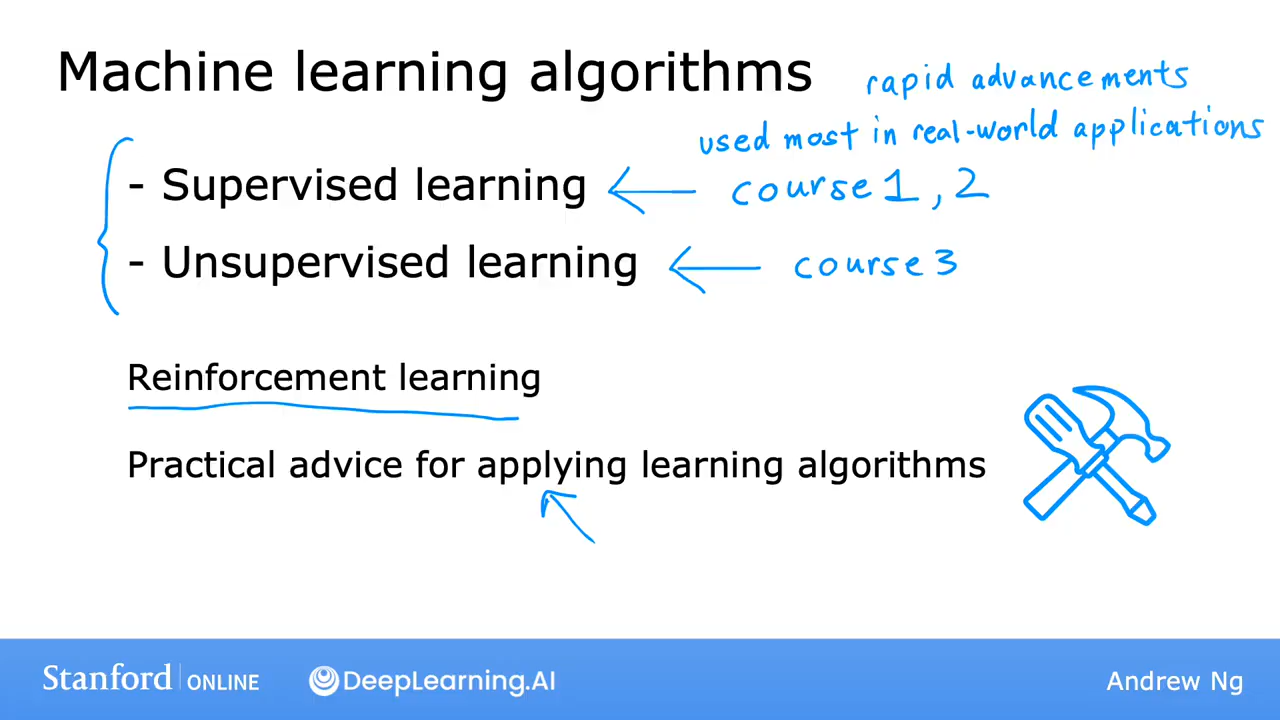 Machine learning algorithms
rapid advancements
used most in real-world applications
- Supervised learning
course 1, 2
- Unsupervised learning
course 3
Reinforcement learning
Practical advice for applying learning algorithms
Stanford ONLINE
DeepLearning.AI
Andrew Ng